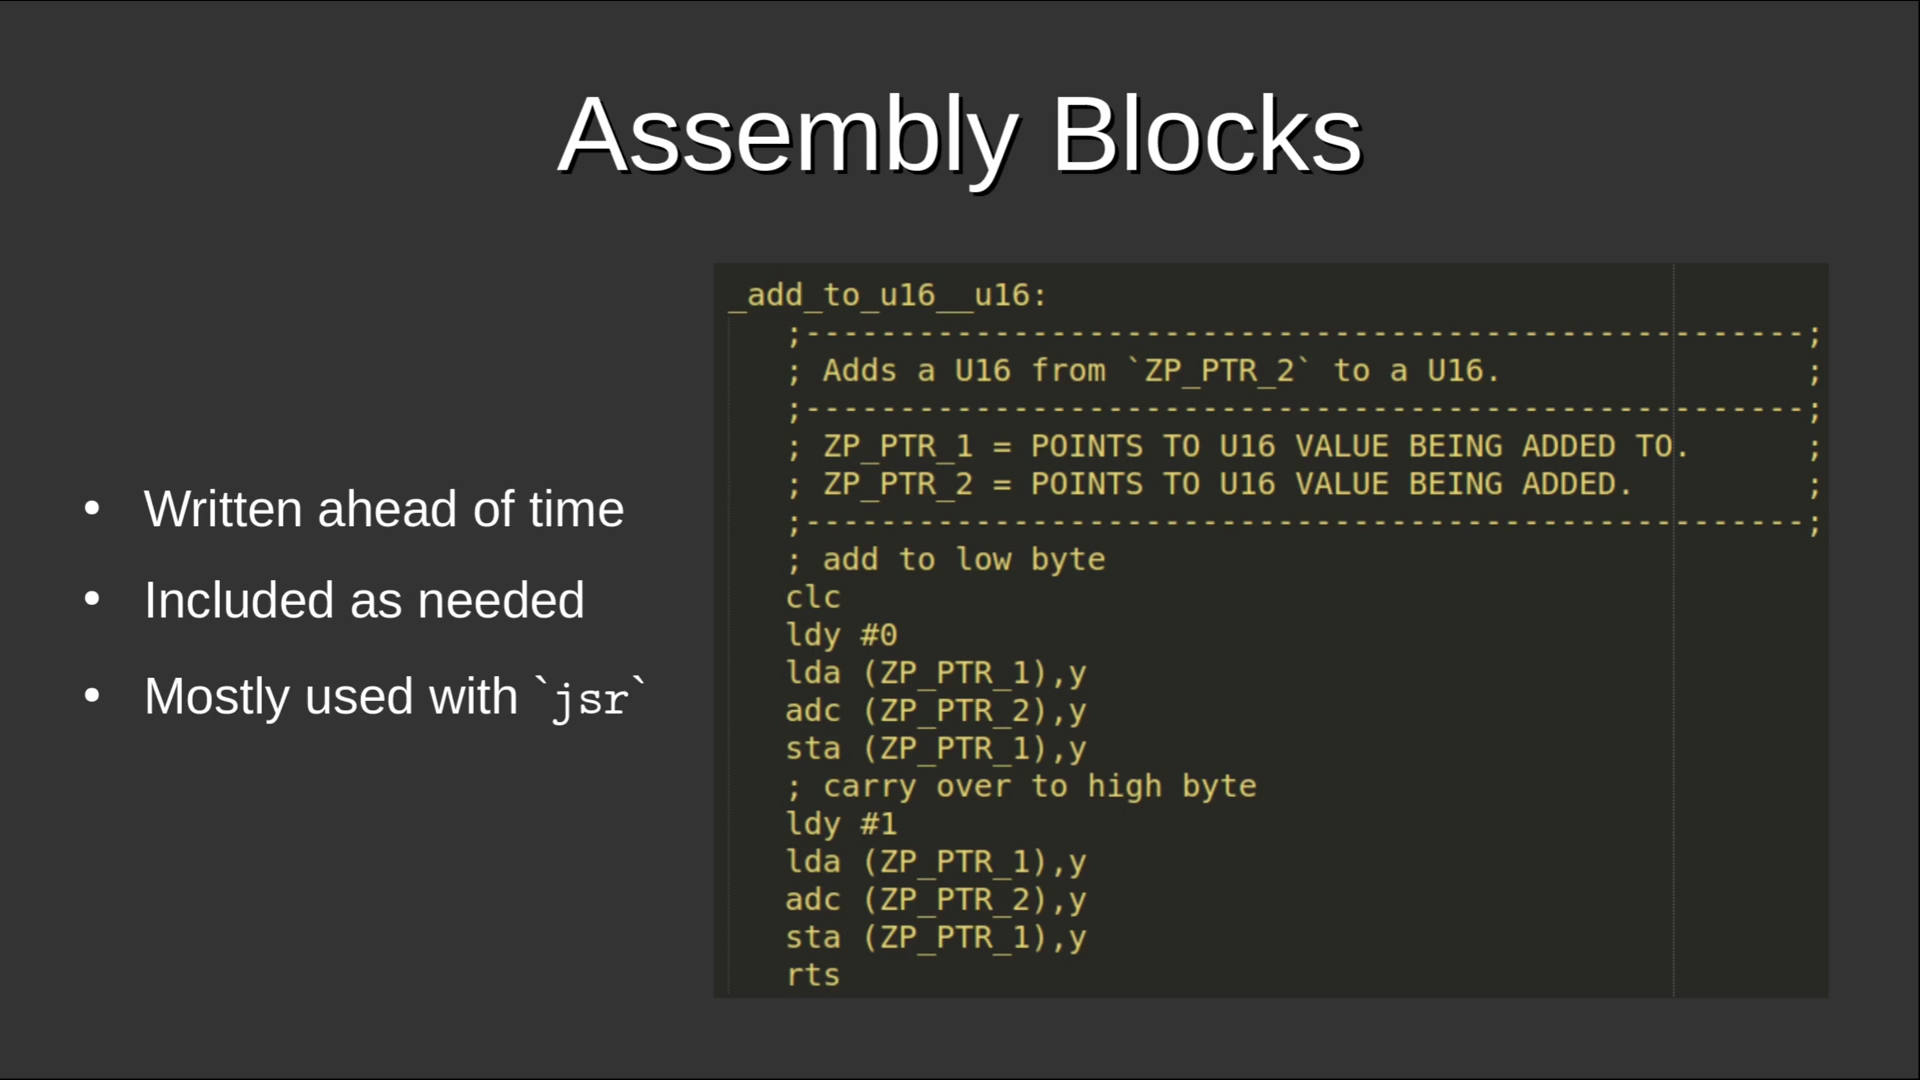 Assembly Blocks
• Written ahead of time
• Included as needed
• Mostly used with `jsr`
_add_to_u16__u16:
;-----------------------------------------------------;
; Adds a U16 from `ZP_PTR_2` to a U16. ;
;-----------------------------------------------------;
; ZP_PTR_1 = POINTS TO U16 VALUE BEING ADDED TO. ;
; ZP_PTR_2 = POINTS TO U16 VALUE BEING ADDED. ;
;-----------------------------------------------------;
; add to low byte
clc
ldy #0
lda (ZP_PTR_1),y
adc (ZP_PTR_2),y
sta (ZP_PTR_1),y
; carry over to high byte
ldy #1
lda (ZP_PTR_1),y
adc (ZP_PTR_2),y
sta (ZP_PTR_1),y
rts